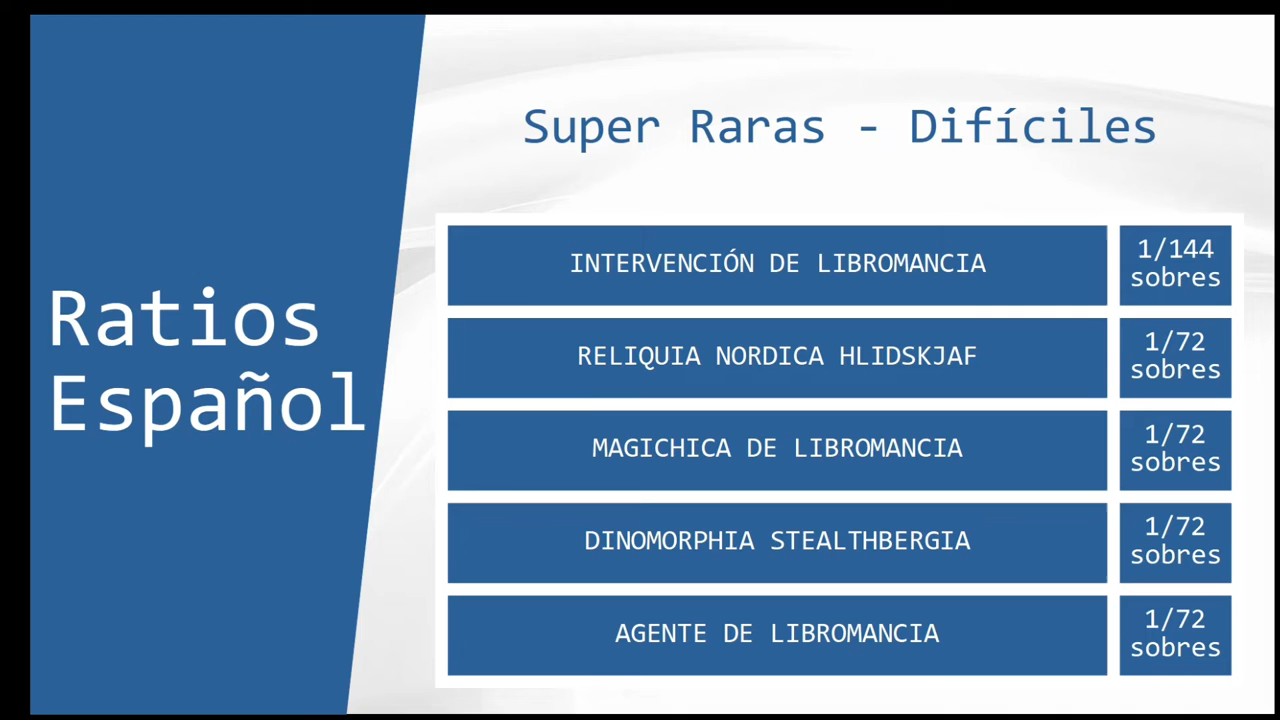 Ratios
Español
Super Raras - Difíciles
INTERVENCIÓN DE LIBROMANCIA
1/144
sobres
RELIQUIA NORDICA HLIDSKJAF
1/72
sobres
MAGICHICA DE LIBROMANCIA
1/72
sobres
DINOMORPHIA STEALTHBERGIA
1/72
sobres
AGENTE DE LIBROMANCIA
1/72
sobres